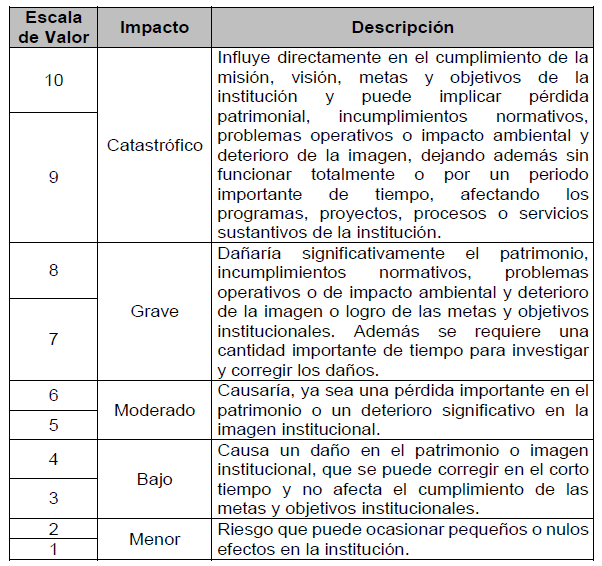 Escala de Valor
Impacto
Descripción
10
9
Catastrófico
Influye directamente en el cumplimiento de la
misión, visión, metas y objetivos de la
institución y puede implicar pérdida
patrimonial, incumplimientos normativos,
problemas operativos o impacto ambiental y
deterioro de la imagen, dejando además sin
funcionar totalmente o por un periodo
importante de tiempo, afectando los
programas, proyectos, procesos o servicios
sustantivos de la institución.
8
7
Grave
Dañaría significativamente el patrimonio,
incumplimientos normativos, problemas
operativos o de impacto ambiental y deterioro
de la imagen o logro de las metas y objetivos
institucionales. Además se requiere una
cantidad importante de tiempo para investigar
y corregir los daños.
6
5
Moderado
Causaría, ya sea una pérdida importante en el
patrimonio o un deterioro significativo en la
imagen institucional.
4
3
Bajo
Causa un daño en el patrimonio o imagen
institucional, que se puede corregir en el corto
tiempo y no afecta el cumplimiento de las
metas y objetivos institucionales.
2
1
Menor
Riesgo que puede ocasionar pequeños o nulos
efectos en la institución.